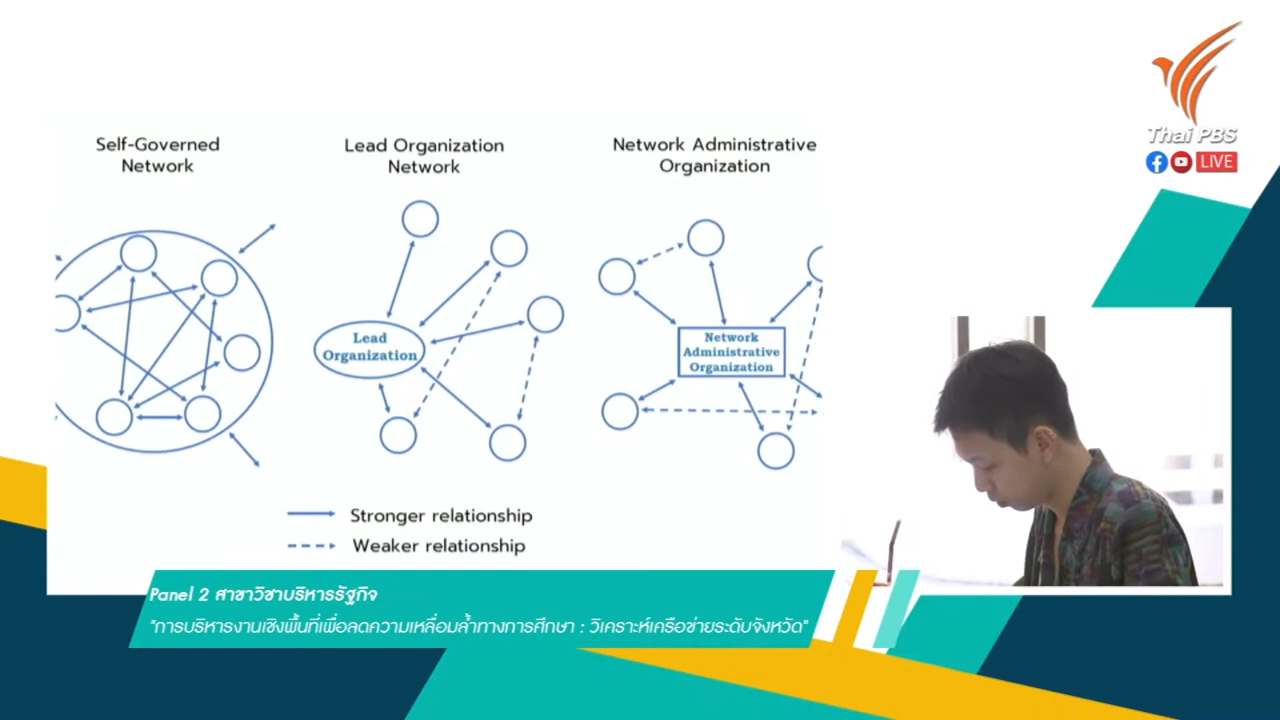 Thai PBS
LIVE
Self-Governed
Network
Lead Organization
Network
Network Administrative
Organization
Lead
Organization
Network
Administrative
Organization
Stronger relationship
Weaker relationship
Panel 2 สาขาวิชาบริหารรัฐกิจ
"การบริหารงานเชิงพื้นที่เพื่อลดความเหลื่อมล้ำทางการศึกษา : วิเคราะห์เครือข่ายระดับจังหวัด"